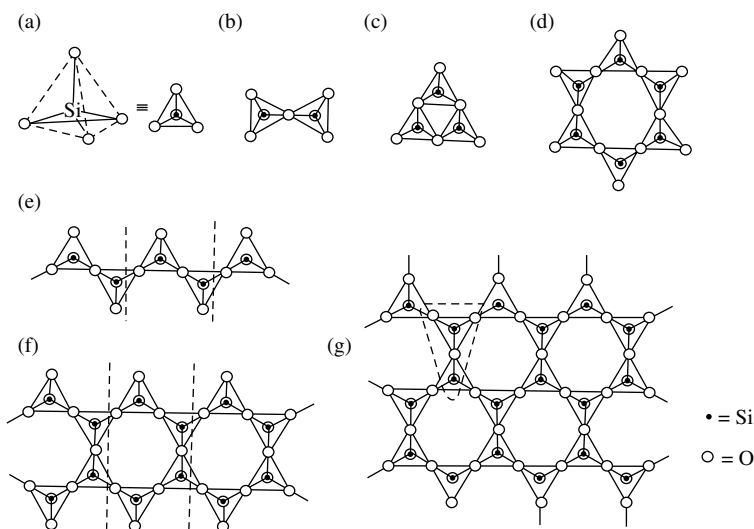 (a)
(b)
(c)
(d)
Si
≡
(e)
(f)
(g)
• = Si
○ = O